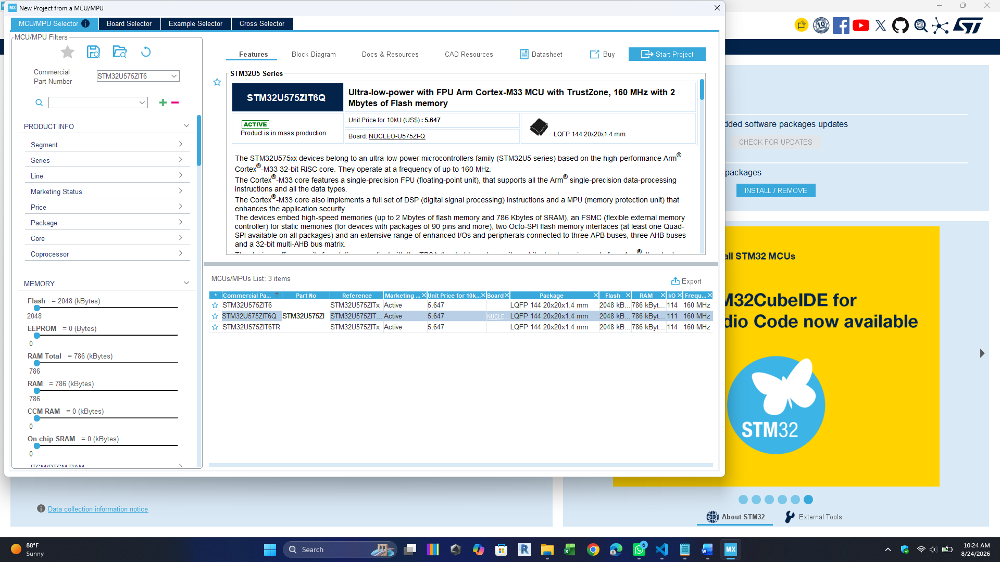 New Project from a MCU/MPU
MCU/MPU Selector
Board Selector
Example Selector
Cross Selector
MCU/MPU Filters
Commercial
Part Number
STM32U575ZIT6
PRODUCT INFO
Segment
Series
Line
Marketing Status
Price
Package
Core
Coprocessor
MEMORY
Flash = 2048 (kBytes)
2048
EEPROM = 0 (Bytes)
0
RAM Total = 786 (kBytes)
786
RAM = 786 (kBytes)
786
CCM RAM = 0 (kBytes)
0
On-chip SRAM = 0 (kBytes)
0
ITCM/DTCM RAM
Features
Block Diagram
Docs & Resources
CAD Resources
Datasheet
Buy
Start Project
STM32U5 Series
STM32U575ZIT6Q
Ultra-low-power with FPU Arm Cortex-M33 MCU with TrustZone, 160 MHz with 2
Mbytes of Flash memory
ACTIVE
Product is in mass production
Unit Price for 10kU (US$) : 5.647
Board: NUCLEO-U575ZI-Q
LQFP 144 20x20x1.4 mm
The STM32U575xx devices belong to an ultra-low-power microcontrollers family (STM32U5 series) based on the high-performance Arm®
Cortex®-M33 32-bit RISC core. They operate at a frequency of up to 160 MHz.
The Cortex®-M33 core features a single-precision FPU (floating-point unit), that supports all the Arm® single-precision data-processing
instructions and all the data types.
The Cortex®-M33 core also implements a full set of DSP (digital signal processing) instructions and a MPU (memory protection unit) that
enhances the application security.
The devices embed high-speed memories (up to 2 Mbytes of flash memory and 786 Kbytes of SRAM), an FSMC (flexible external memory
controller) for static memories (for devices with packages of 90 pins and more), two Octo-SPI flash memory interfaces (at least one Quad-
SPI available on all packages) and an extensive range of enhanced I/Os and peripherals connected to three APB buses, three AHB buses
and a 32-bit multi-AHB bus matrix.
MCUs/MPUs List: 3 items
Export
* Commercial Pa... Part No Reference Marketing ... Unit Price for 10k... Board Package Flash RAM I/O Frequ...
STM32U575ZIT6 STM32U575ZITx Active 5.647 LQFP 144 20x20x1.4 mm 2048 kB... 786 kByt... 114 160 MHz
STM32U575ZIT6Q STM32U575ZI STM32U575ZIT... Active 5.647 NUCLE... LQFP 144 20x20x1.4 mm 2048 kB... 786 kByt... 111 160 MHz
STM32U575ZIT6TR STM32U575ZITx Active 5.647 LQFP 144 20x20x1.4 mm 2048 kB... 786 kByt... 114 160 MHz
10
ST
dded software packages updates
CHECK FOR UPDATES
packages
INSTALL / REMOVE
all STM32 MCUs
M32CubeIDE for
dio Code now available
STM32
About STM32
External Tools
Data collection information notice
88°F
Sunny
Search
6
MX
10:24 AM
8/24/2026